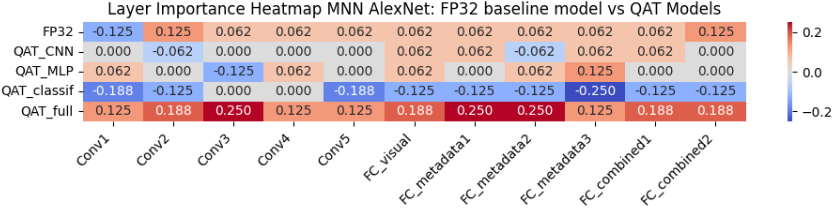 Layer Importance Heatmap MNN AlexNet: FP32 baseline model vs QAT Models
FP32 -0.125 0.125 0.062 0.062 0.062 0.062 0.062 0.062 0.062 0.062 0.125
QAT_CNN 0.000 -0.062 0.000 0.000 0.000 0.062 0.062 -0.062 0.062 0.062 0.000
QAT_MLP 0.062 0.000 -0.125 0.062 0.000 0.062 0.000 0.062 0.125 0.000 0.000
QAT_classif -0.188 -0.125 0.000 0.000 -0.188 -0.125 -0.125 -0.125 -0.250 -0.125 -0.125
QAT_full 0.125 0.188 0.250 0.125 0.125 0.188 0.250 0.250 0.125 0.188 0.188
Conv1 Conv2 Conv3 Conv4 Conv5 FC_visual FC_metadata1 FC_metadata2 FC_metadata3 FC_combined1 FC_combined2
0.2
0.0
−0.2